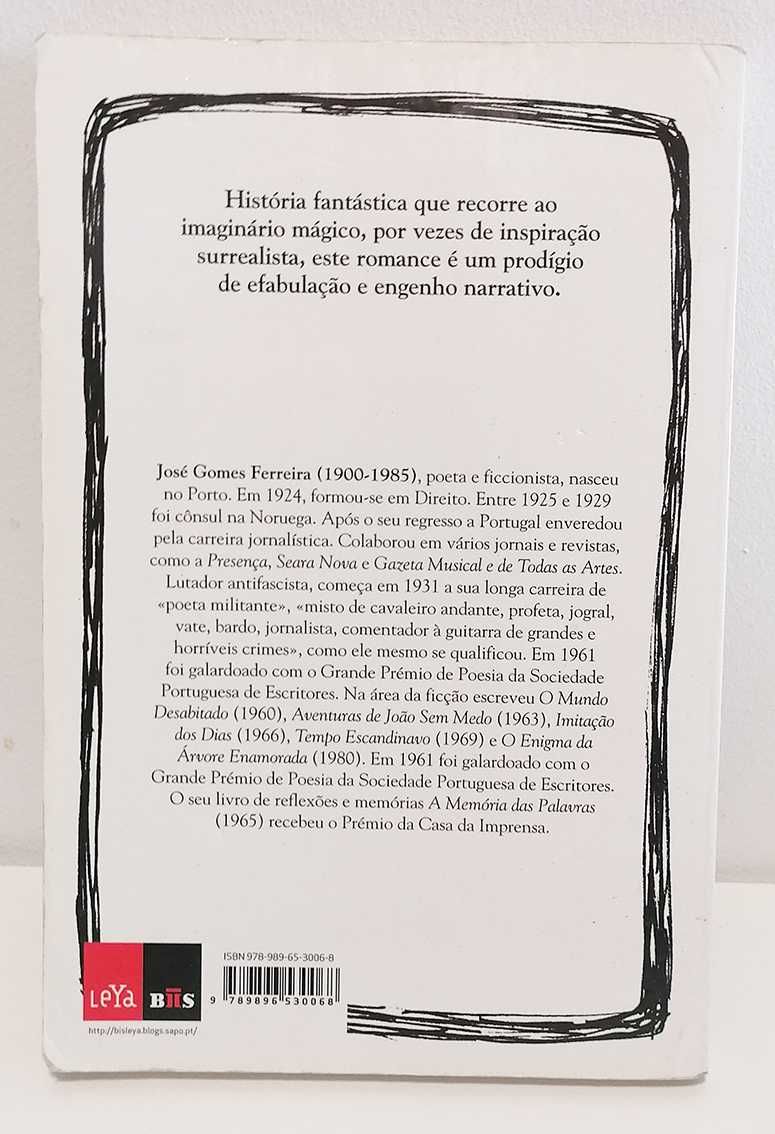 História fantástica que recorre ao
imaginário mágico, por vezes de inspiração
surrealista, este romance é um prodígio
de efabulação e engenho narrativo.
José Gomes Ferreira (1900-1985), poeta e ficcionista, nasceu
no Porto. Em 1924, formou-se em Direito. Entre 1925 e 1929
foi cônsul na Noruega. Após o seu regresso a Portugal enveredou
pela carreira jornalística. Colaborou em vários jornais e revistas,
como a Presença, Seara Nova e Gazeta Musical e de Todas as Artes.
Lutador antifascista, começa em 1931 a sua longa carreira de
«poeta militante», «misto de cavaleiro andante, profeta, jogral,
vate, bardo, jornalista, comentador à guitarra de grandes e
horríveis crimes», como ele mesmo se qualificou. Em 1961
foi galardoado com o Grande Prémio de Poesia da Sociedade
Portuguesa de Escritores. Na área da ficção escreveu O Mundo
Desabitado (1960), Aventuras de João Sem Medo (1963), Imitação
dos Dias (1966), Tempo Escandinavo (1969) e O Enigma da
Árvore Enamorada (1980). Em 1961 foi galardoado com o
Grande Prémio de Poesia da Sociedade Portuguesa de Escritores.
O seu livro de reflexões e memórias A Memória das Palavras
(1965) recebeu o Prémio da Casa da Imprensa.
ISBN 978-989-65-3006-8
9 789896 530068
LeYa BIIS
http://bisleya.blogs.sapo.pt/